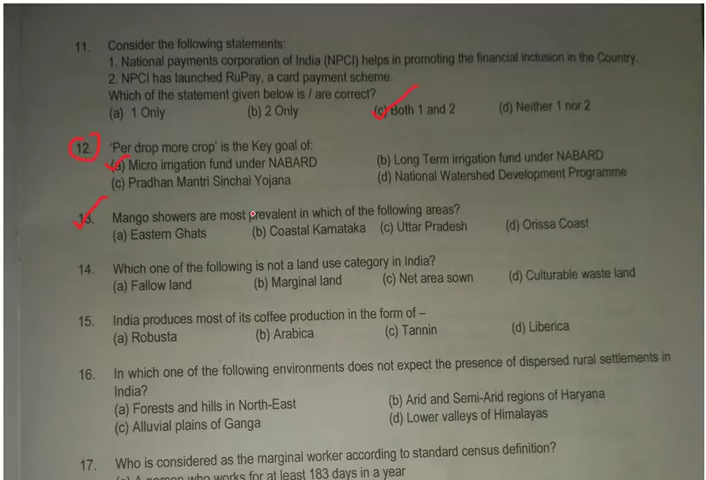 11. Consider the following statements:
1. National payments corporation of India (NPCI) helps in promoting the financial inclusion in the Country.
2. NPCI has launched RuPay, a card payment scheme.
Which of the statement given below is / are correct?
(a) 1 Only (b) 2 Only (c) Both 1 and 2 (d) Neither 1 nor 2
12. 'Per drop more crop' is the Key goal of:
(a) Micro irrigation fund under NABARD (b) Long Term irrigation fund under NABARD
(c) Pradhan Mantri Sinchai Yojana (d) National Watershed Development Programme
13. Mango showers are most prevalent in which of the following areas?
(a) Eastern Ghats (b) Coastal Karnataka (c) Uttar Pradesh (d) Orissa Coast
14. Which one of the following is not a land use category in India?
(a) Fallow land (b) Marginal land (c) Net area sown (d) Culturable waste land
15. India produces most of its coffee production in the form of –
(a) Robusta (b) Arabica (c) Tannin (d) Liberica
16. In which one of the following environments does not expect the presence of dispersed rural settlements in
India?
(a) Forests and hills in North-East (b) Arid and Semi-Arid regions of Haryana
(c) Alluvial plains of Ganga (d) Lower valleys of Himalayas
17. Who is considered as the marginal worker according to standard census definition?
(a) A person who works for at least 183 days in a year